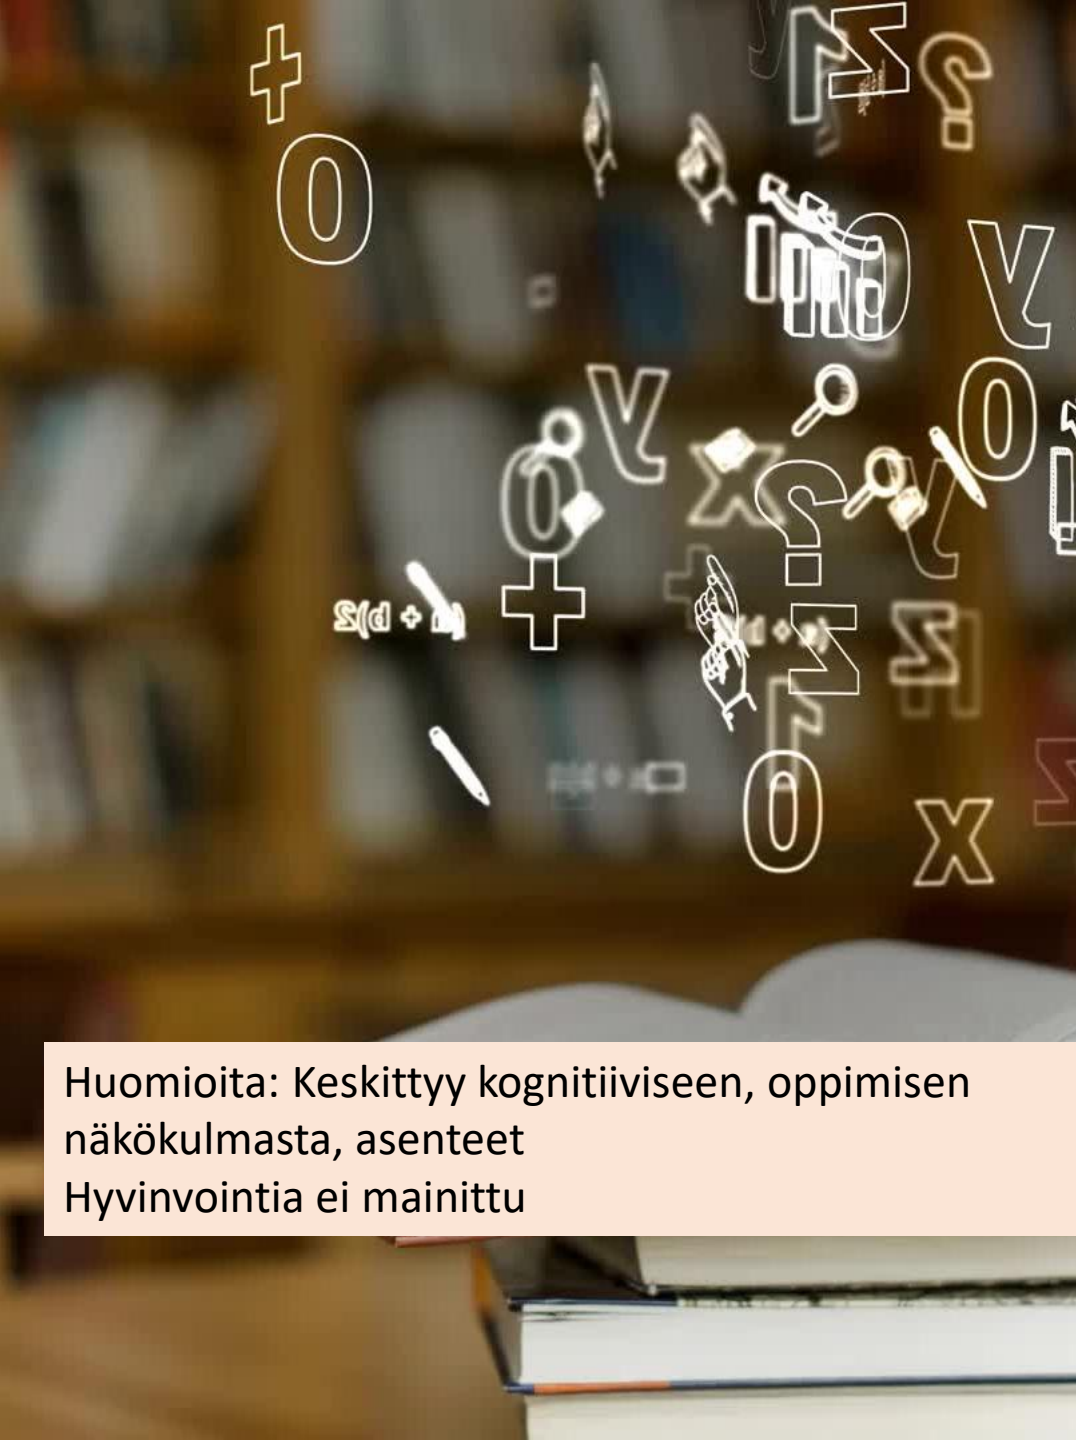 Huomioita: Keskittyy kognitiiviseen, oppimisen
näkökulmasta, asenteet
Hyvinvointia ei mainittu